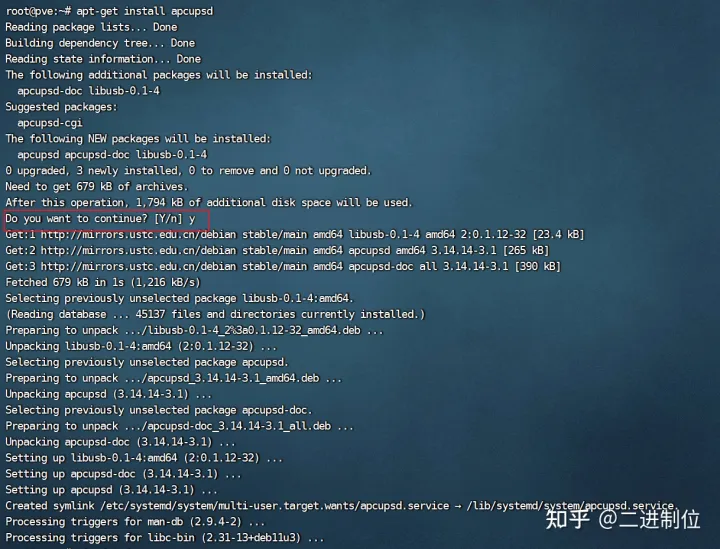 root@pve:~# apt-get install apcupsd
Reading package lists... Done
Building dependency tree... Done
Reading state information... Done
The following additional packages will be installed:
  apcupsd-doc libusb-0.1-4
Suggested packages:
  apcupsd-cgi
The following NEW packages will be installed:
  apcupsd apcupsd-doc libusb-0.1-4
0 upgraded, 3 newly installed, 0 to remove and 0 not upgraded.
Need to get 679 kB of archives.
After this operation, 1,794 kB of additional disk space will be used.
Do you want to continue? [Y/n] y
Get:1 http://mirrors.ustc.edu.cn/debian stable/main amd64 libusb-0.1-4 amd64 2:0.1.12-32 [23.4 kB]
Get:2 http://mirrors.ustc.edu.cn/debian stable/main amd64 apcupsd amd64 3.14.14-3.1 [265 kB]
Get:3 http://mirrors.ustc.edu.cn/debian stable/main amd64 apcupsd-doc all 3.14.14-3.1 [390 kB]
Fetched 679 kB in 1s (1,216 kB/s)
Selecting previously unselected package libusb-0.1-4:amd64.
(Reading database ... 45137 files and directories currently installed.)
Preparing to unpack .../libusb-0.1-4_2%3a0.1.12-32_amd64.deb ...
Unpacking libusb-0.1-4:amd64 (2:0.1.12-32) ...
Selecting previously unselected package apcupsd.
Preparing to unpack .../apcupsd_3.14.14-3.1_amd64.deb ...
Unpacking apcupsd (3.14.14-3.1) ...
Selecting previously unselected package apcupsd-doc.
Preparing to unpack .../apcupsd-doc_3.14.14-3.1_all.deb ...
Unpacking apcupsd-doc (3.14.14-3.1) ...
Setting up libusb-0.1-4:amd64 (2:0.1.12-32) ...
Setting up apcupsd-doc (3.14.14-3.1) ...
Setting up apcupsd (3.14.14-3.1) ...
Created symlink /etc/systemd/system/multi-user.target.wants/apcupsd.service → /lib/systemd/system/apcupsd.service.
Processing triggers for man-db (2.9.4-2) ...
Processing triggers for libc-bin (2.31-13+deb11u3) ...
知乎 @二进制位